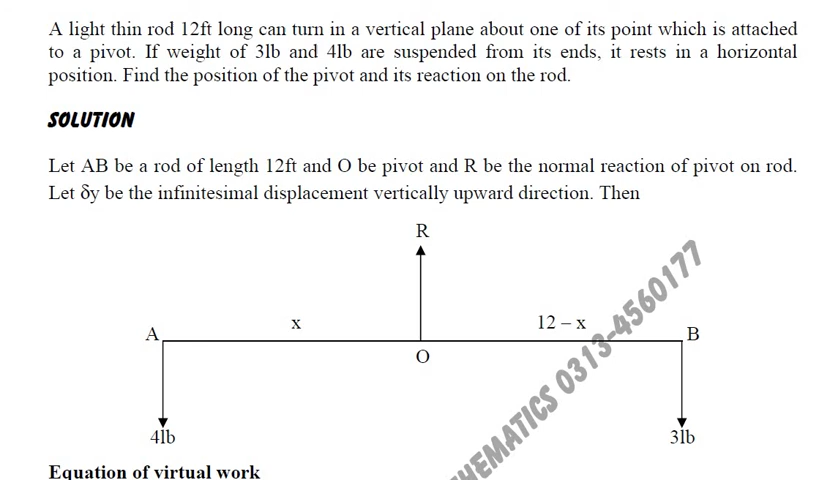 A light thin rod 12ft long can turn in a vertical plane about one of its point which is attached
to a pivot. If weight of 3lb and 4lb are suspended from its ends, it rests in a horizontal
position. Find the position of the pivot and its reaction on the rod.
SOLUTION
Let AB be a rod of length 12ft and O be pivot and R be the normal reaction of pivot on rod.
Let δy be the infinitesimal displacement vertically upward direction. Then
R
x
12 – x
A
B
O
4lb
3lb
HEMATICS 0313-4560177
Equation of virtual work